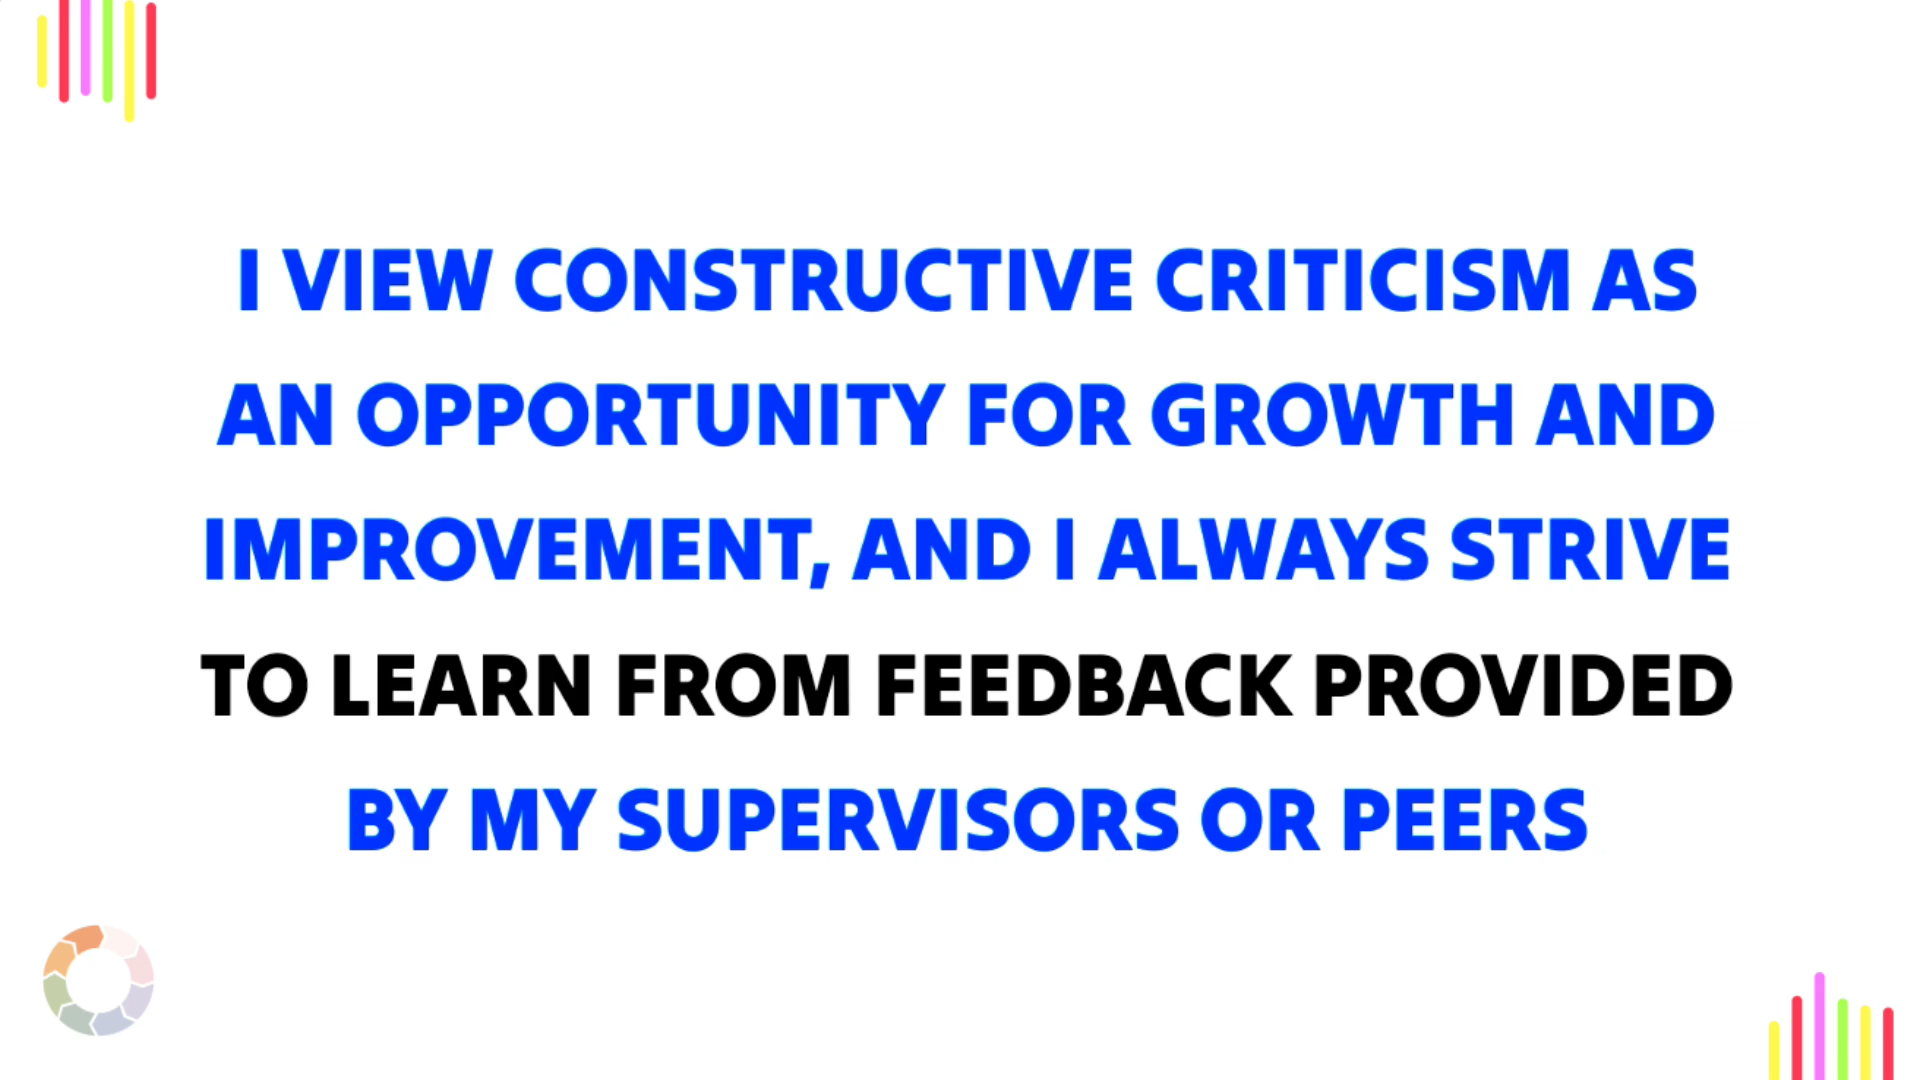 I VIEW CONSTRUCTIVE CRITICISM AS
AN OPPORTUNITY FOR GROWTH AND
IMPROVEMENT, AND I ALWAYS STRIVE
TO LEARN FROM FEEDBACK PROVIDED
BY MY SUPERVISORS OR PEERS